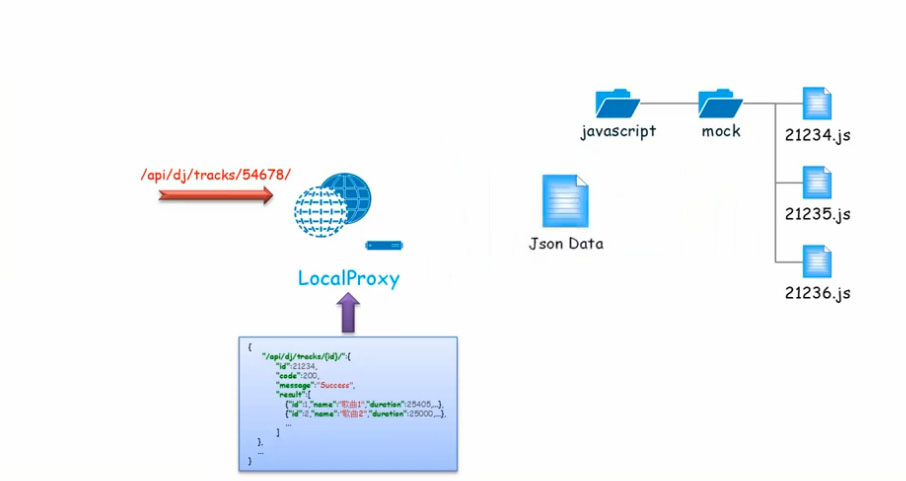 javascript
mock
21234.js
/api/dj/tracks/54678/
21235.js
Json Data
LocalProxy
21236.js
{
"/api/dj/tracks/{id}/":{
"id":21234,
"code":200,
"message":"Success",
"result":[
{"id":1,"name":"歌曲1","duration":25405,...},
{"id":2,"name":"歌曲2","duration":25000,...},
...
]
},
...
}